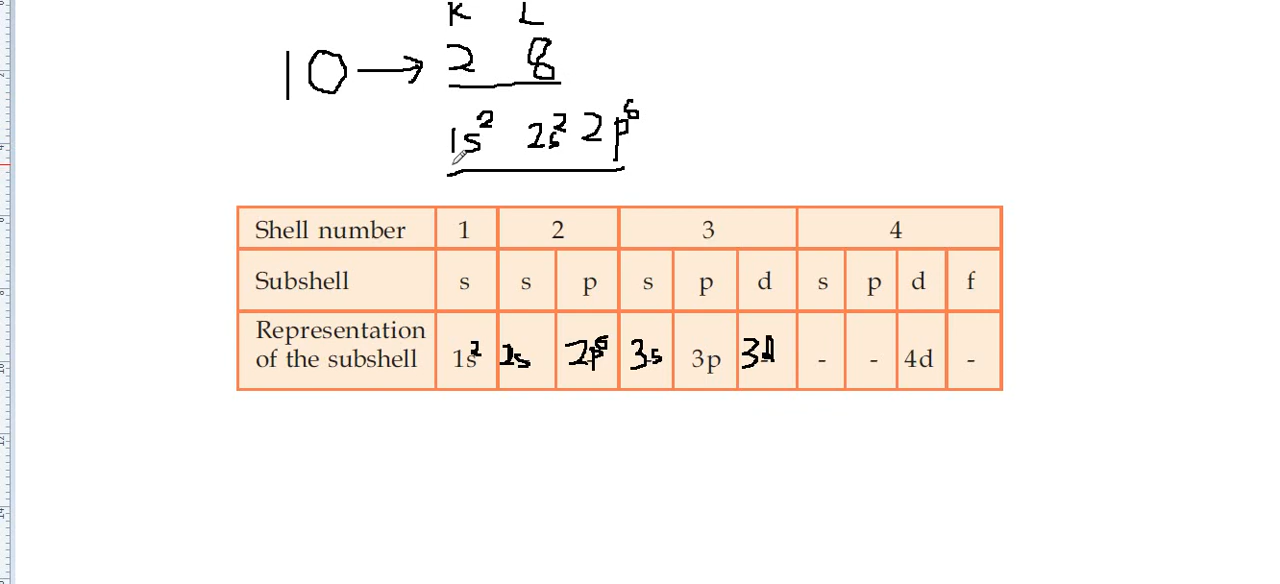 K L
10 → 2 8
1s² 2s² 2p⁶
Shell number 1 2 3 4
Subshell s s p s p d s p d f
Representation of the subshell 1s² 2s 2p⁶ 3s 3p 3d - - 4d -